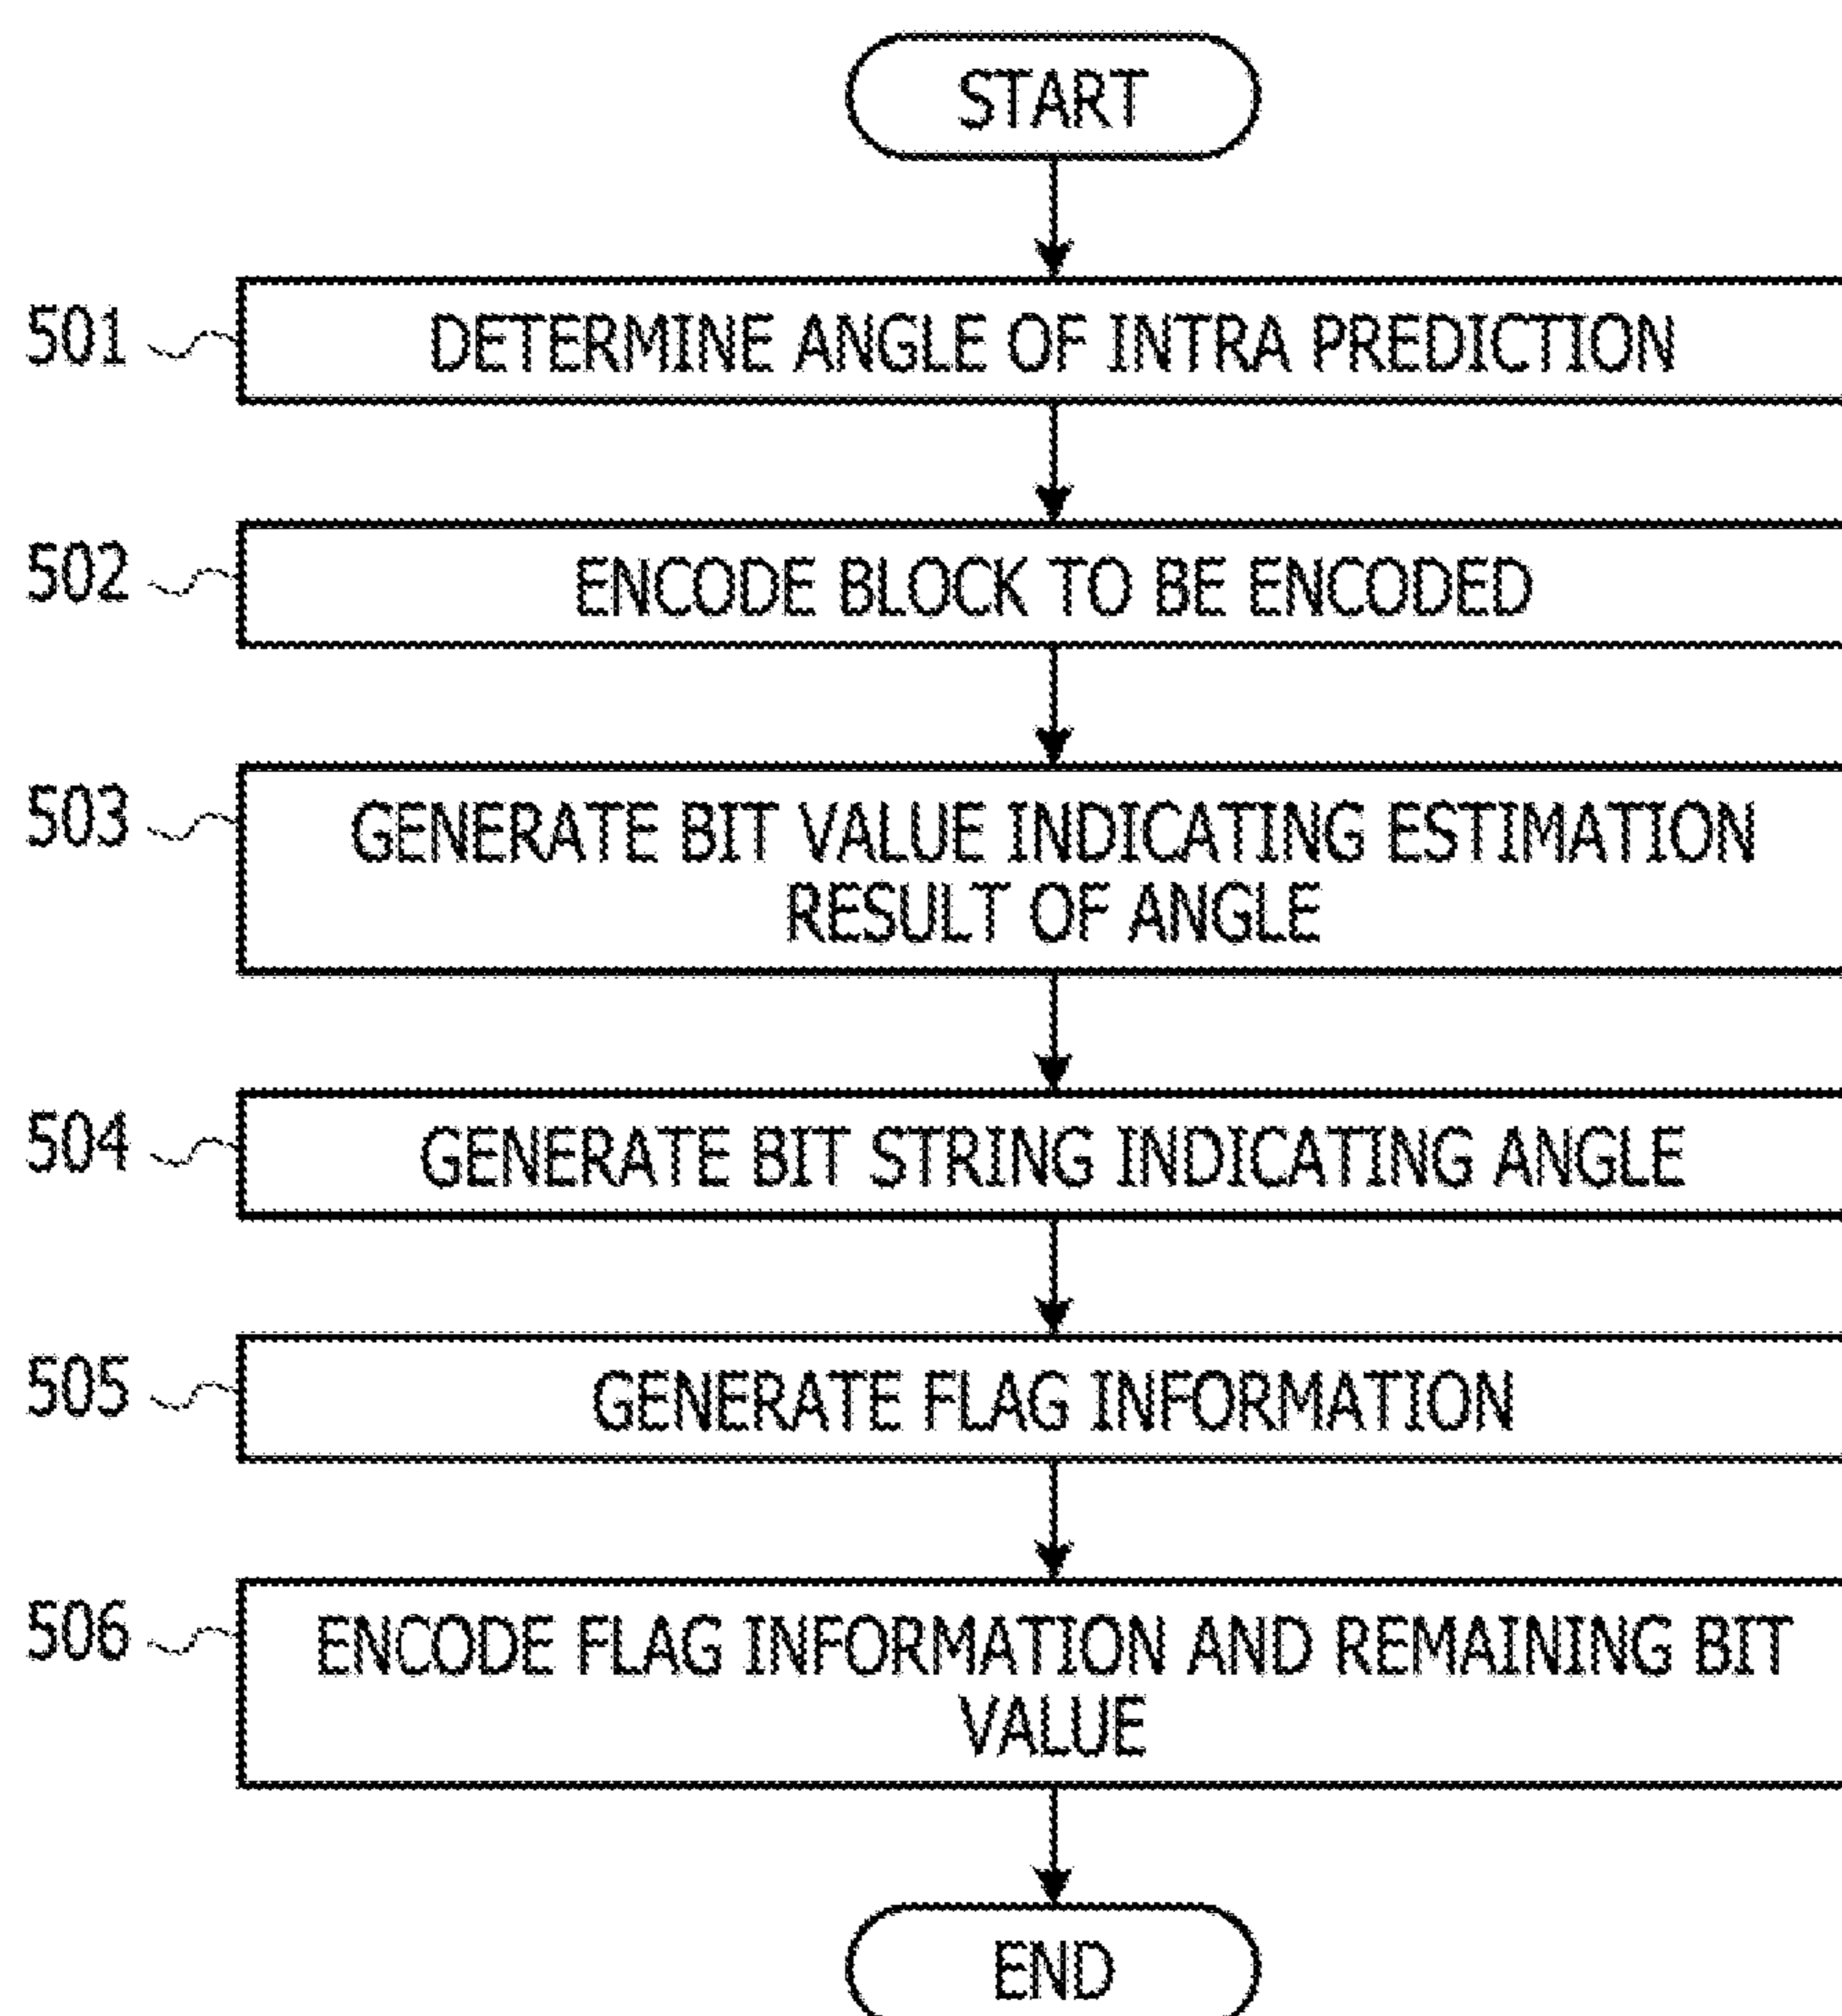 START
501
DETERMINE ANGLE OF INTRA PREDICTION
502
ENCODE BLOCK TO BE ENCODED
503
GENERATE BIT VALUE INDICATING ESTIMATION
RESULT OF ANGLE
504
GENERATE BIT STRING INDICATING ANGLE
505
GENERATE FLAG INFORMATION
506
ENCODE FLAG INFORMATION AND REMAINING BIT
VALUE
END